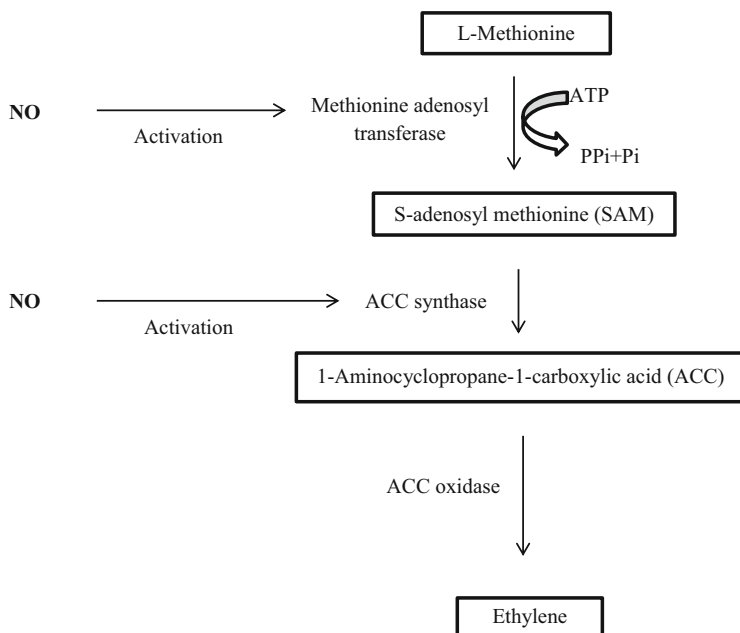 L-Methionine
NO
Activation
Methionine adenosyl
transferase
ATP
PPi+Pi
S-adenosyl methionine (SAM)
NO
Activation
ACC synthase
1-Aminocyclopropane-1-carboxylic acid (ACC)
ACC oxidase
Ethylene